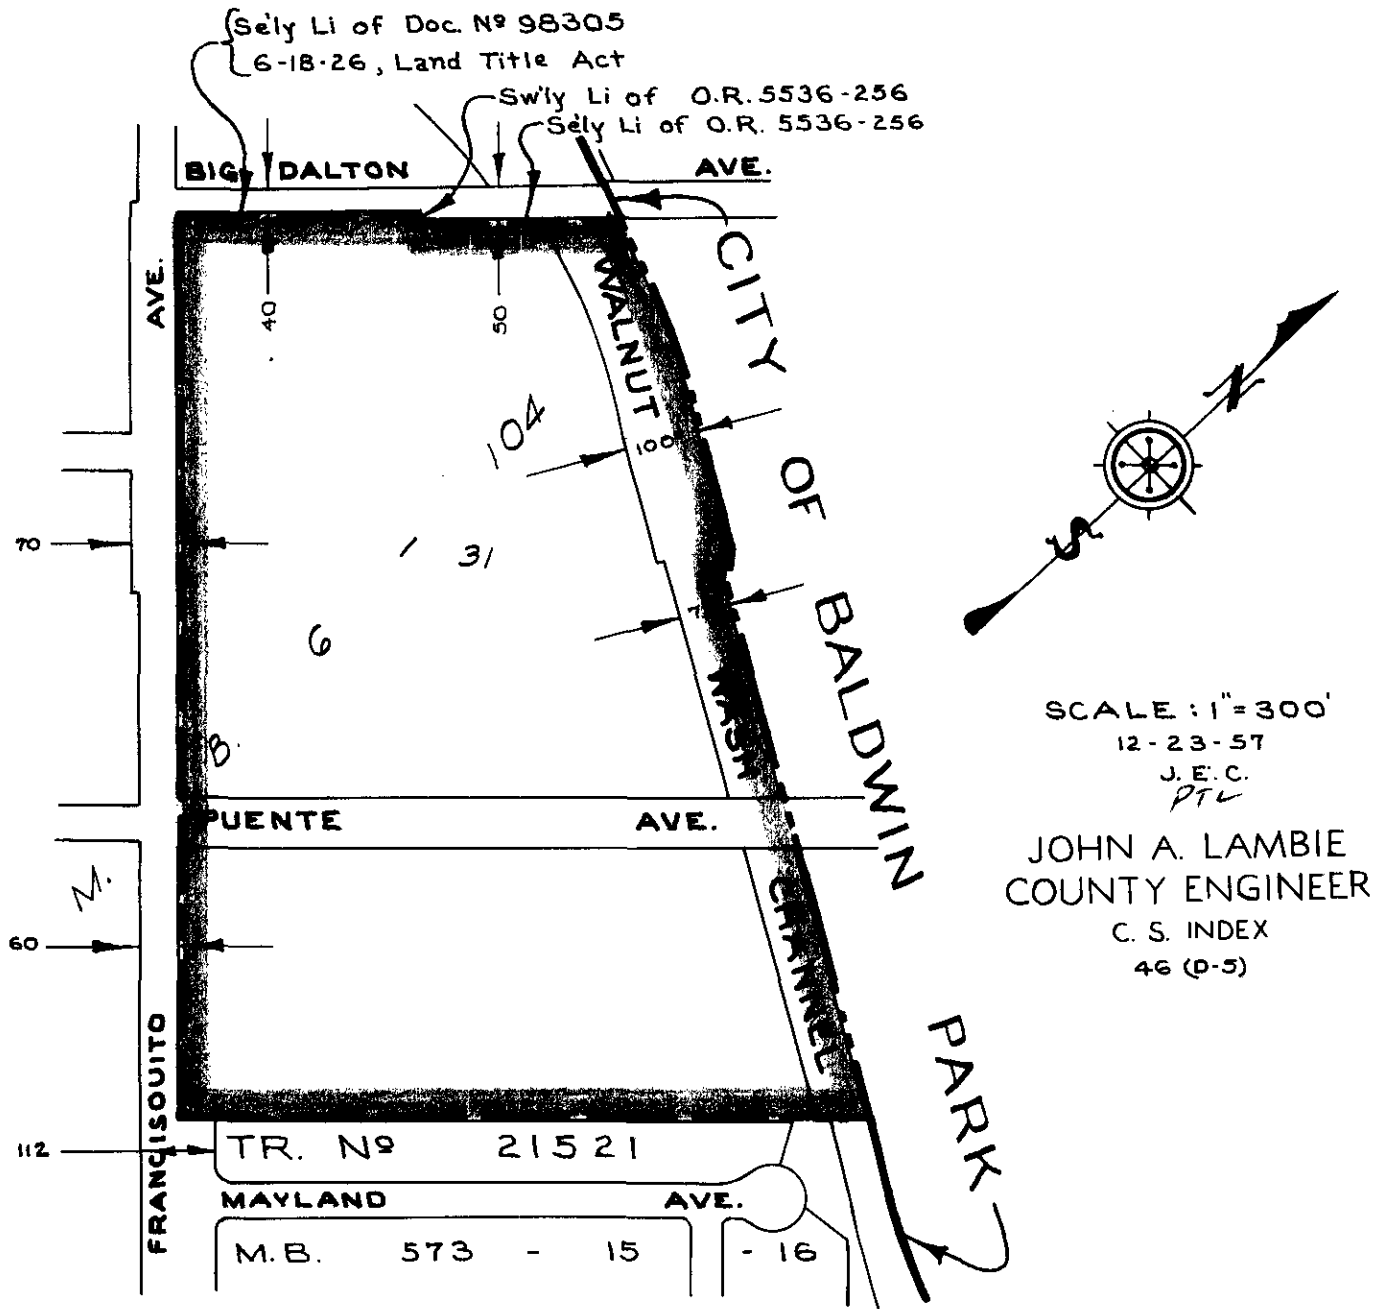 Se'ly Li of Doc. Nº 98305
6-18-26, Land Title Act
Sw'ly Li of O.R. 5536-256
Se'ly Li of O.R. 5536-256
BIG DALTON AVE.
AVE.
40
50
WALNUT
CITY OF BALDWIN PARK
104
100
N
S
70
1 31
6
B.
WASH
SCALE : 1"=300'
12-23-57
J.E.C.
PTL
PUENTE AVE.
JOHN A. LAMBIE
COUNTY ENGINEER
C. S. INDEX
46 (D-5)
M.
60
CHANNEL
FRANCISQUITO
112
TR. Nº 21521
MAYLAND AVE.
M.B. 573 - 15 - 16